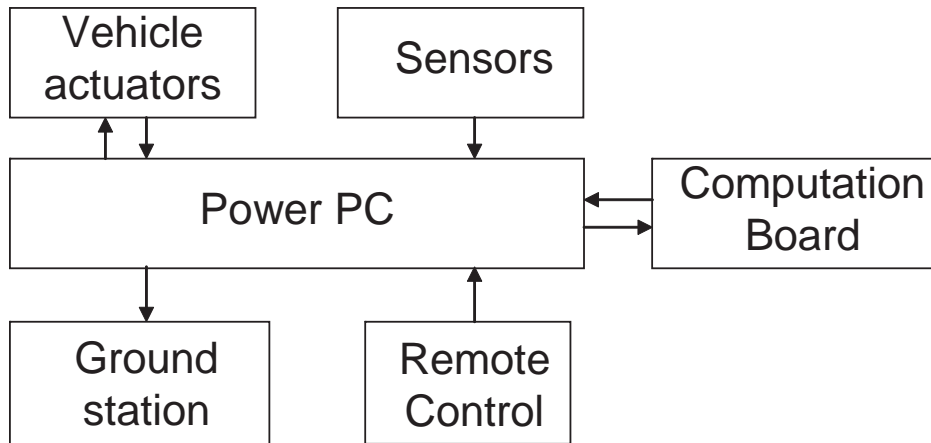 Vehicle
actuators
Sensors
Power PC
Computation
Board
Ground
station
Remote
Control